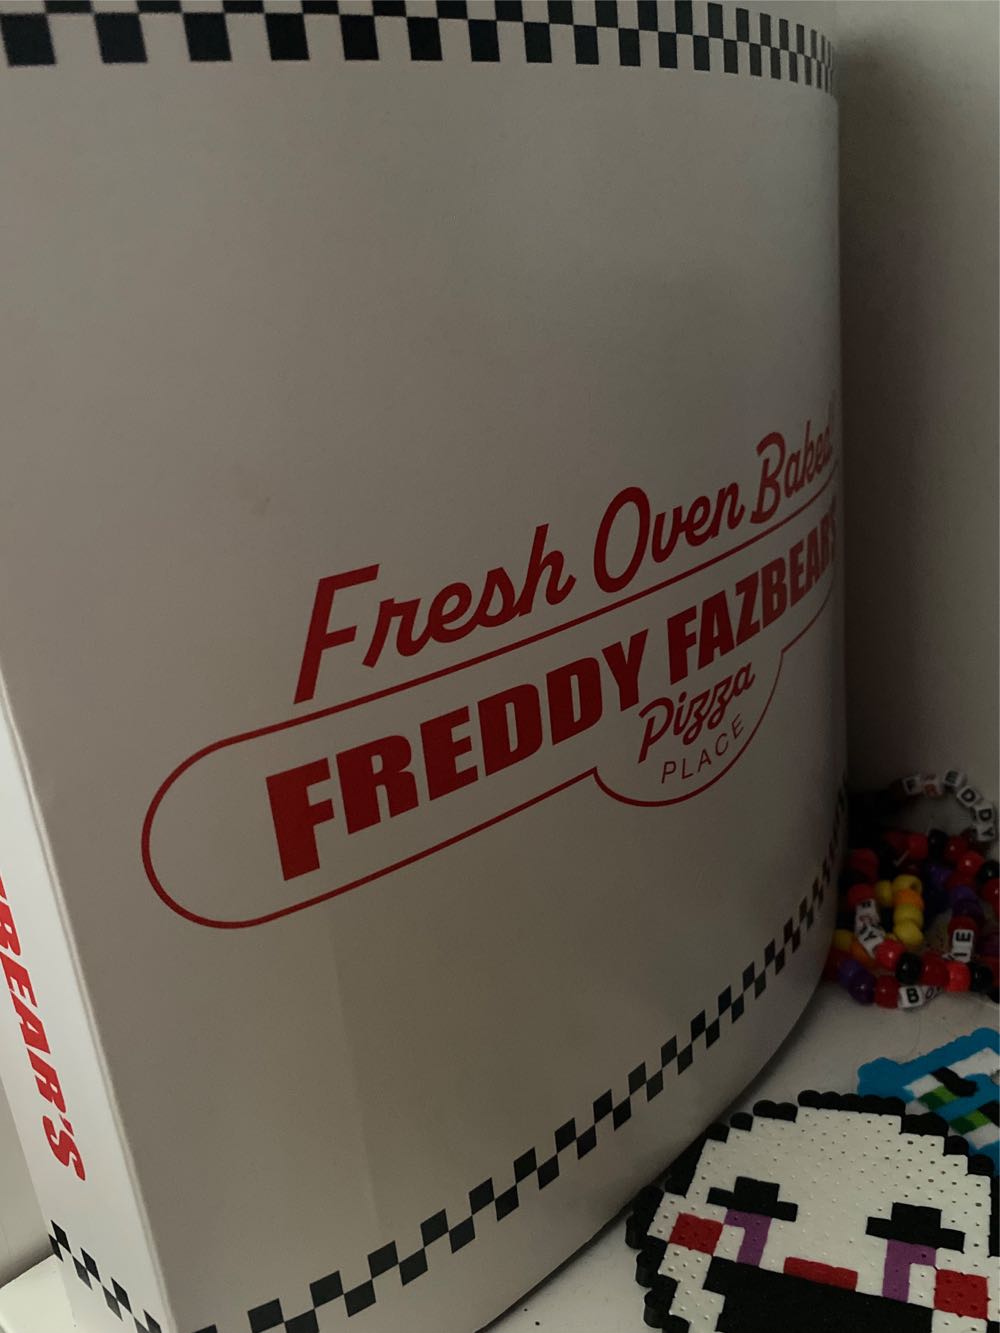 Fresh Oven Baked!
FREDDY FAZBEAR'S
Pizza
PLACE
FREDDY